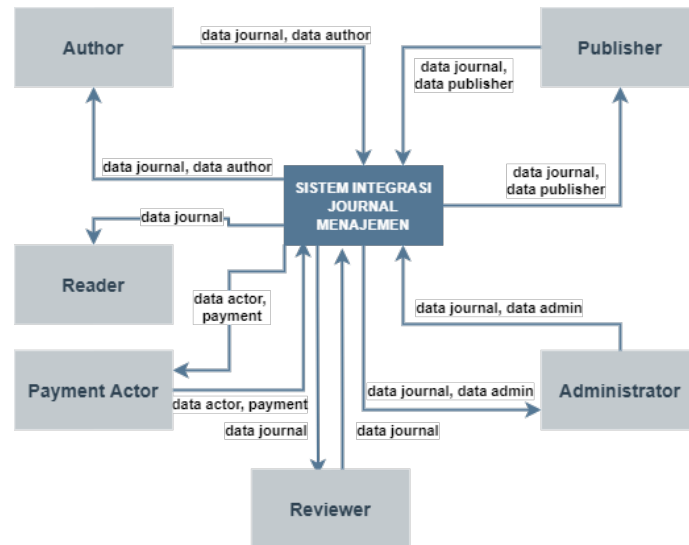 Author
data journal, data author
Publisher
data journal,
data publisher
data journal, data author
SISTEM INTEGRASI
JOURNAL
MENAJEMEN
data journal,
data publisher
data journal
Reader
data actor,
payment
data journal, data admin
Payment Actor
data actor, payment
data journal, data admin
Administrator
data journal
data journal
Reviewer